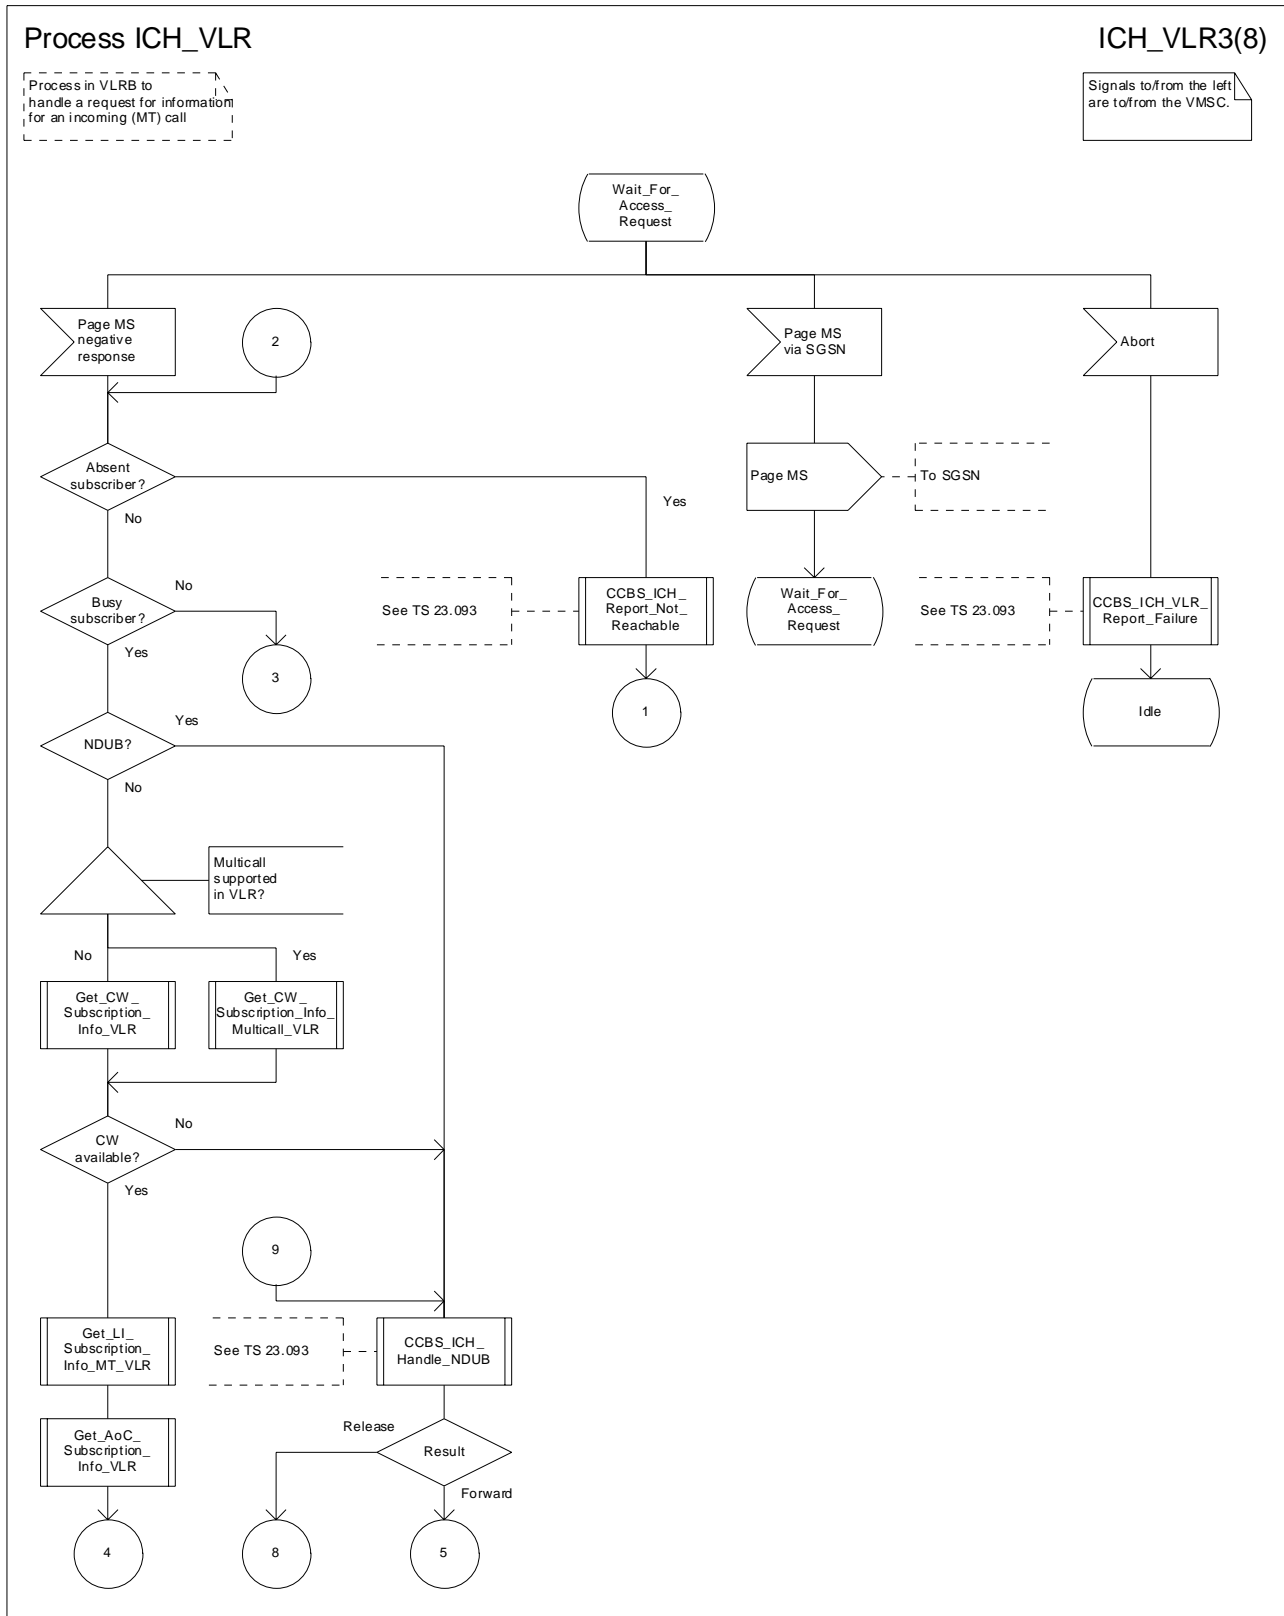 Process ICH_VLR
ICH_VLR3(8)
Process in VLRB to
handle a request for information
for an incoming (MT) call
Signals to/from the left
are to/from the VMSC.
Wait_For_
Access_
Request
Page MS
negative
response
2
Page MS
via SGSN
Abort
Absent
subscriber?
Yes
No
Page MS
To SGSN
Busy
subscriber?
No
Yes
3
See TS 23.093
CCBS_ICH_
Report_Not_
Reachable
1
Wait_For_
Access_
Request
See TS 23.093
CCBS_ICH_VLR_
Report_Failure
Idle
NDUB?
Yes
No
Multicall
supported
in VLR?
No
Yes
Get_CW_
Subscription_
Info_VLR
Get_CW_
Subscription_Info_
Multicall_VLR
CW
available?
No
Yes
9
Get_LI_
Subscription_
Info_MT_VLR
See TS 23.093
CCBS_ICH_
Handle_NDUB
Get_AoC_
Subscription_
Info_VLR
Release
Result
Forward
4
8
5